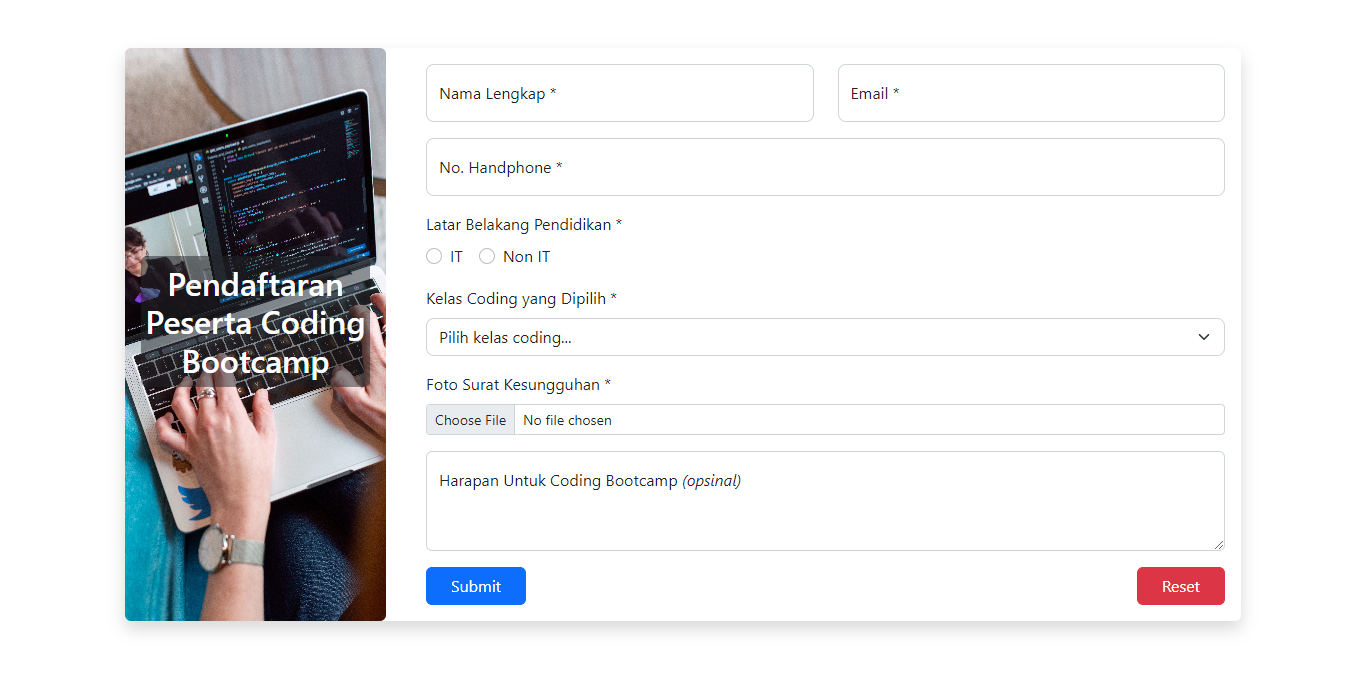 Pendaftaran
Peserta Coding
Bootcamp
Nama Lengkap *
Email *
No. Handphone *
Latar Belakang Pendidikan *
IT
Non IT
Kelas Coding yang Dipilih *
Pilih kelas coding...
Foto Surat Kesungguhan *
Choose File No file chosen
Harapan Untuk Coding Bootcamp (opsinal)
Submit
Reset